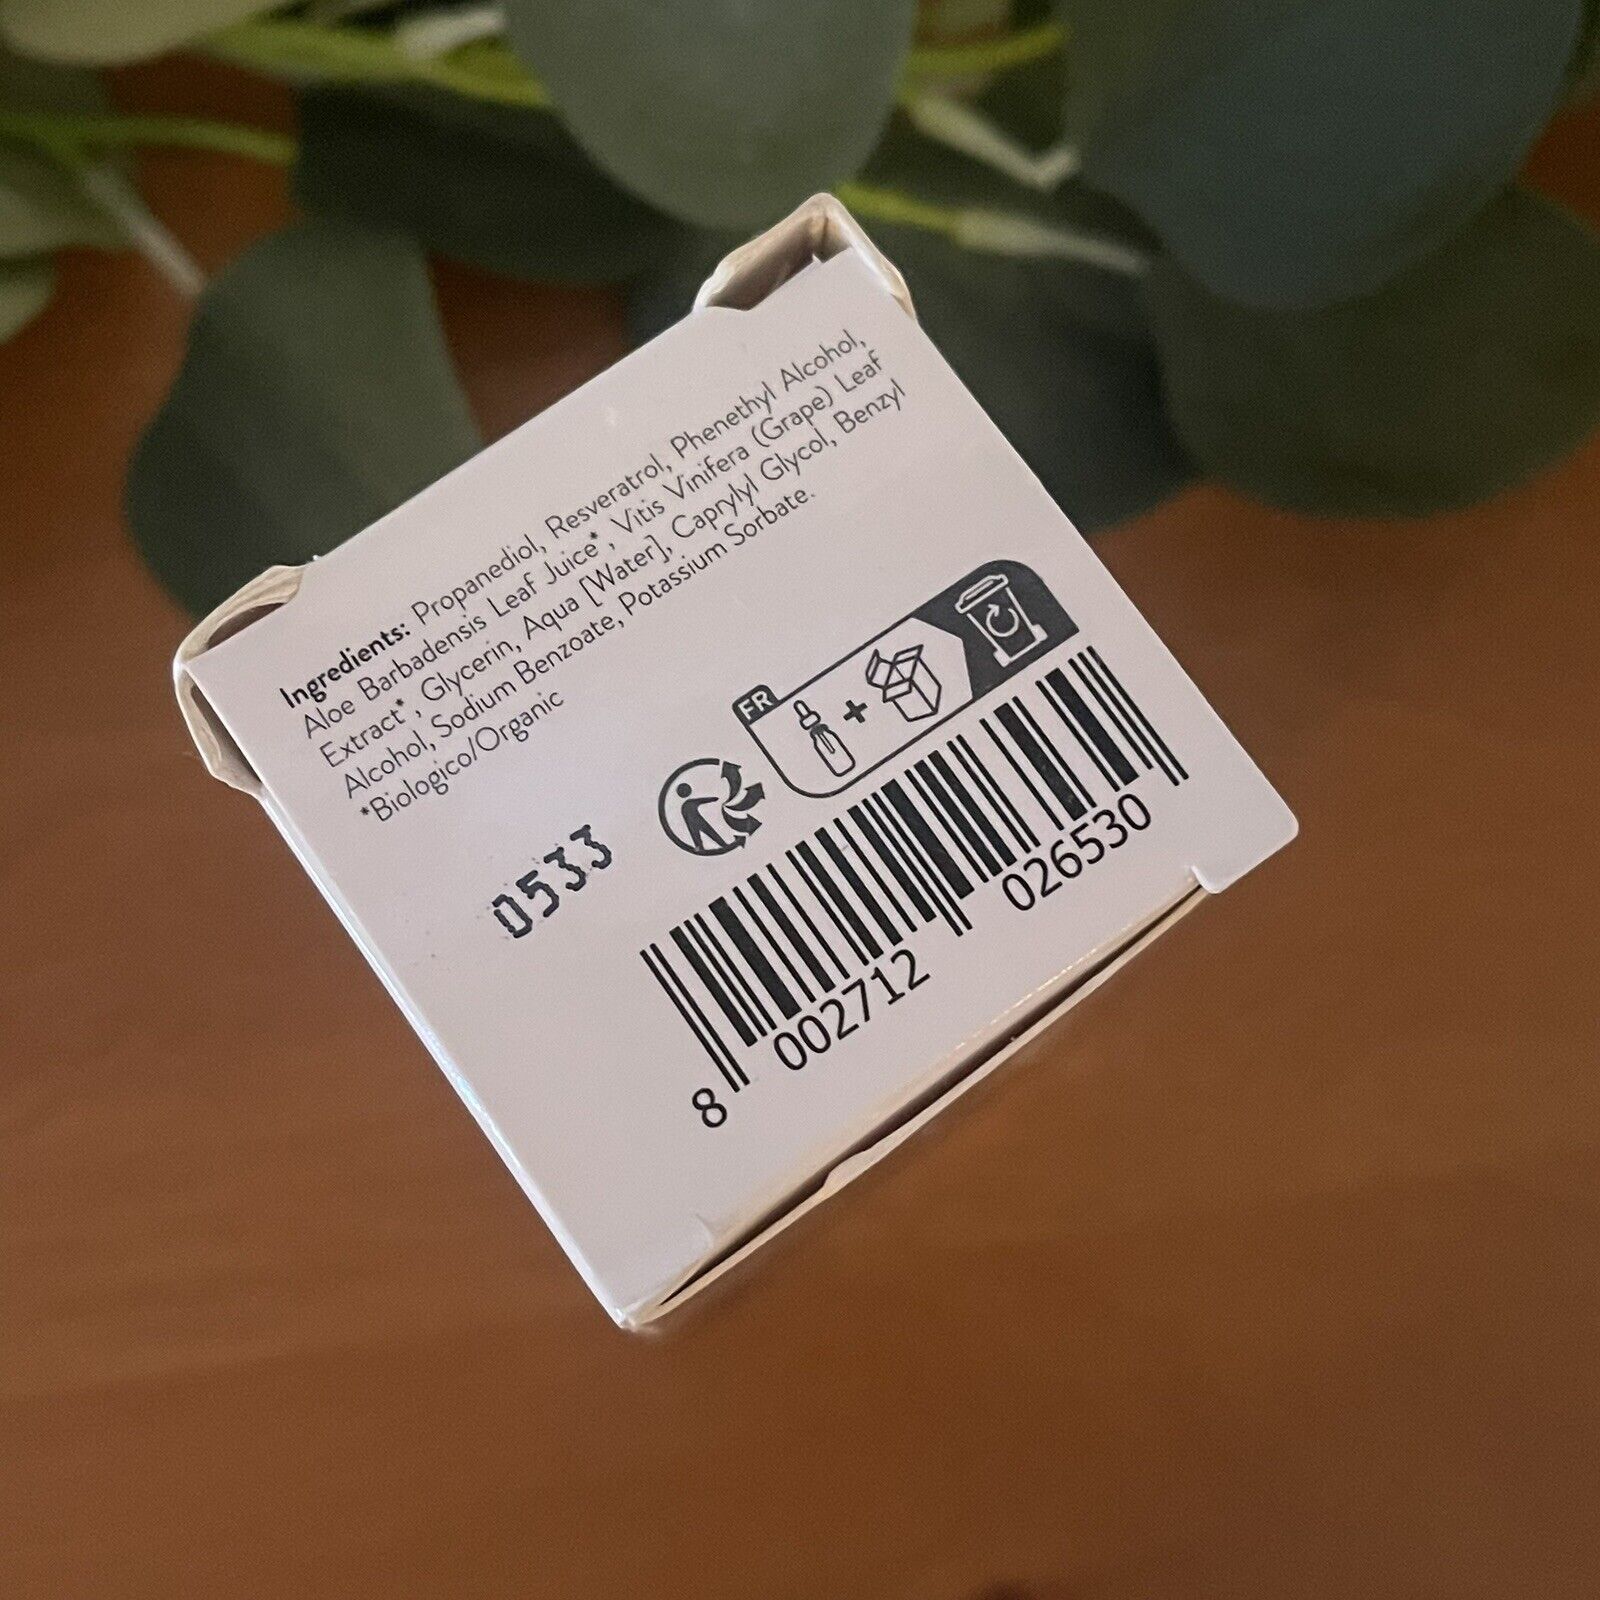 Ingredients: Propanediol, Resveratrol, Phenethyl Alcohol,
Aloe Barbadensis Leaf Juice*, Vitis Vinifera (Grape) Leaf
Extract*, Glycerin, Aqua [Water], Caprylyl Glycol, Benzyl
Alcohol, Sodium Benzoate, Potassium Sorbate.
*Biologico/Organic
FR
0533
8 002712 026530